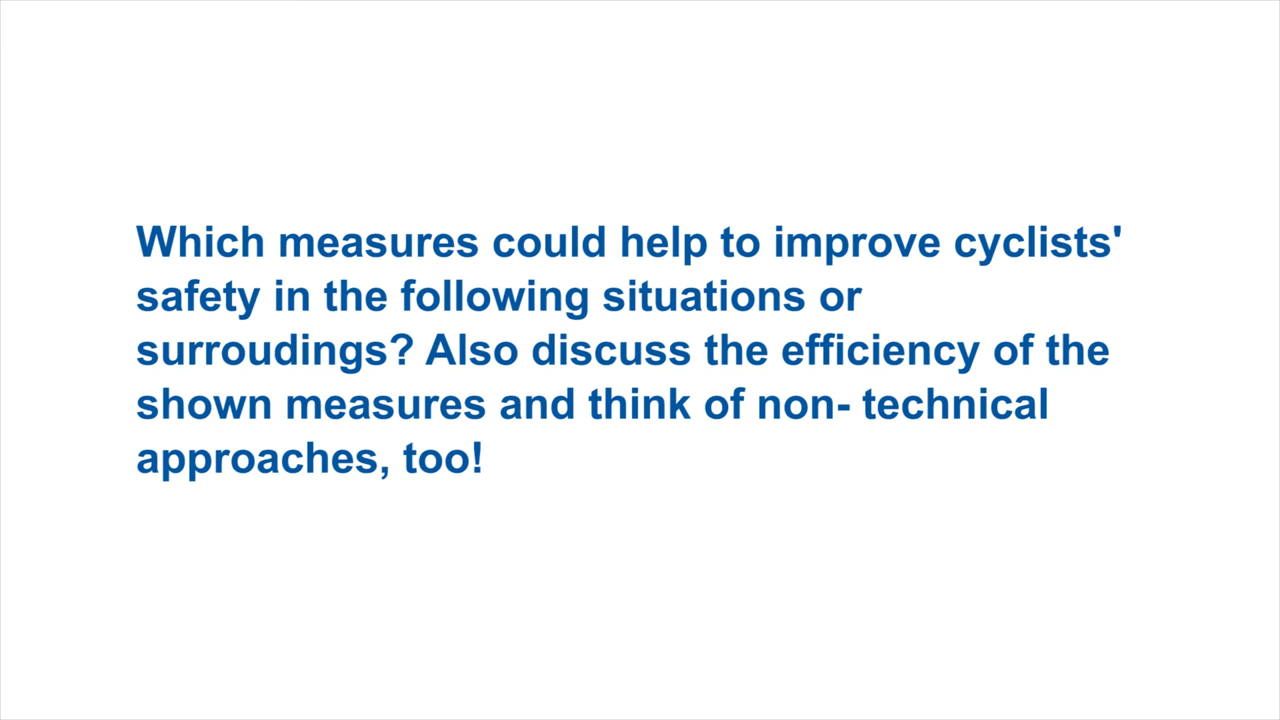 Which measures could help to improve cyclists'
safety in the following situations or
surroudings? Also discuss the efficiency of the
shown measures and think of non- technical
approaches, too!